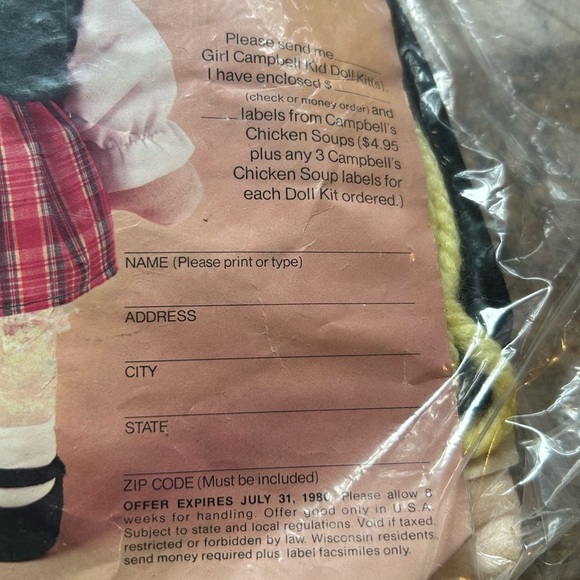 Please send me
Girl Campbell Kid Doll Kit(s).
I have enclosed $
(check or money order) and
labels from Campbell's
Chicken Soups ($4.95
plus any 3 Campbell's
Chicken Soup labels for
each Doll Kit ordered.)
NAME (Please print or type)
ADDRESS
CITY
STATE
ZIP CODE (Must be included)
OFFER EXPIRES JULY 31, 1980. Please allow 8
weeks for handling. Offer good only in U.S.A.
Subject to state and local regulations. Void if taxed,
restricted or forbidden by law. Wisconsin residents
send money required plus label facsimiles only.